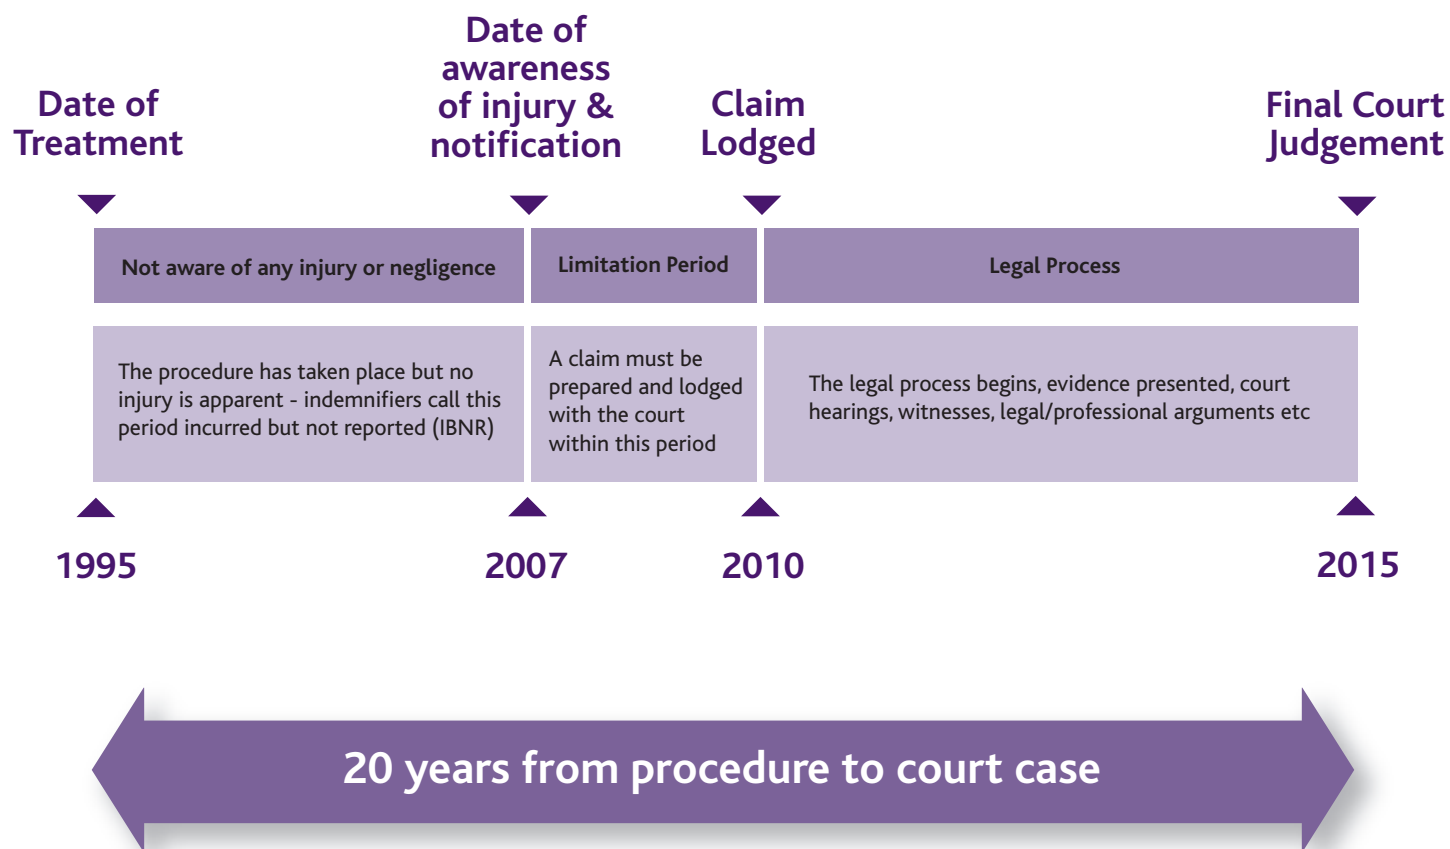 Date of
Treatment
Date of
awareness
of injury &
notification
Claim
Lodged
Final Court
Judgement
Not aware of any injury or negligence
Limitation Period
Legal Process
The procedure has taken place but no
injury is apparent - indemnifiers call this
period incurred but not reported (IBNR)
A claim must be
prepared and lodged
with the court
within this period
The legal process begins, evidence presented, court
hearings, witnesses, legal/professional arguments etc
1995
2007
2010
2015
20 years from procedure to court case